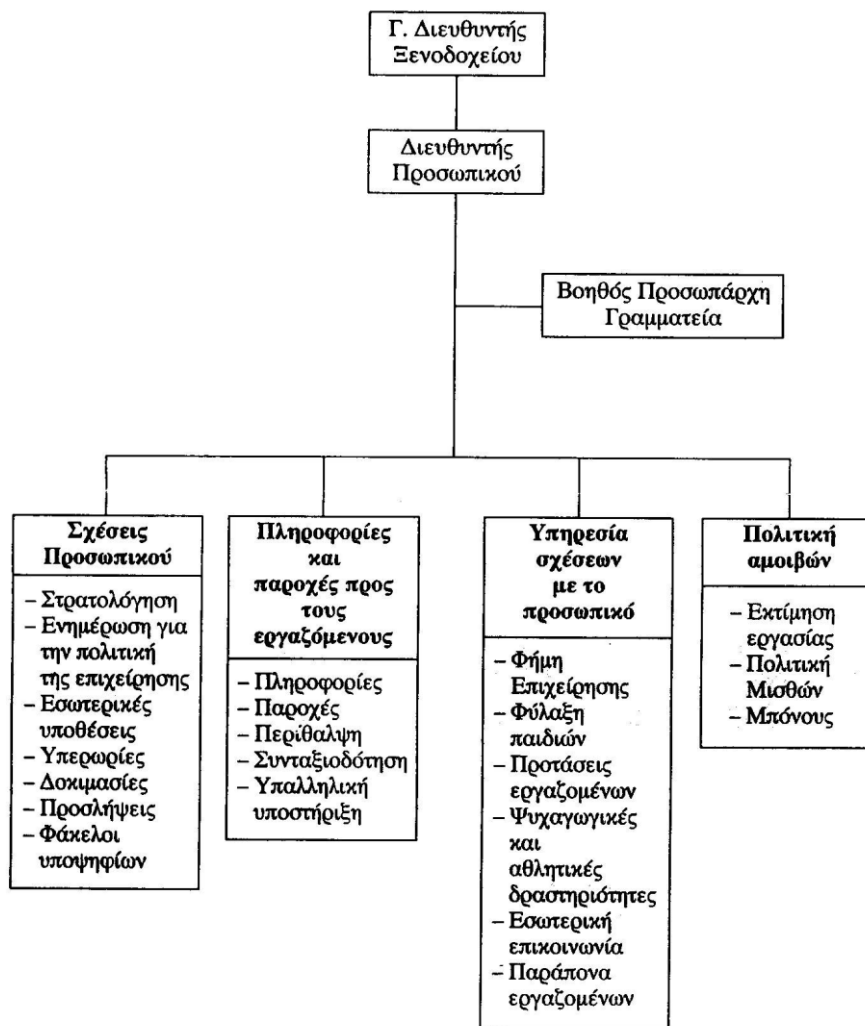 Γ. Διευθυντής
Ξενοδοχείου
Διευθυντής
Προσωπικού
Βοηθός Προσωπάρχη
Γραμματεία
Σχέσεις
Προσωπικού
– Στρατολόγηση
– Ενημέρωση για
την πολιτική
της επιχείρησης
– Εσωτερικές
υποθέσεις
– Υπερωρίες
– Δοκιμασίες
– Προσλήψεις
– Φάκελοι
υποψηφίων
Πληροφορίες
και
παροχές προς
τους
εργαζόμενους
– Πληροφορίες
– Παροχές
– Περίθαλψη
– Συνταξιοδότηση
– Υπαλληλική
υποστήριξη
Υπηρεσία
σχέσεων
με το
προσωπικό
– Φήμη
Επιχείρησης
– Φύλαξη
παιδιών
– Προτάσεις
εργαζομένων
– Ψυχαγωγικές
και
αθλητικές
δραστηριότητες
– Εσωτερική
επικοινωνία
– Παράπονα
εργαζομένων
Πολιτική
αμοιβών
– Εκτίμηση
εργασίας
– Πολιτική
Μισθών
– Μπόνους